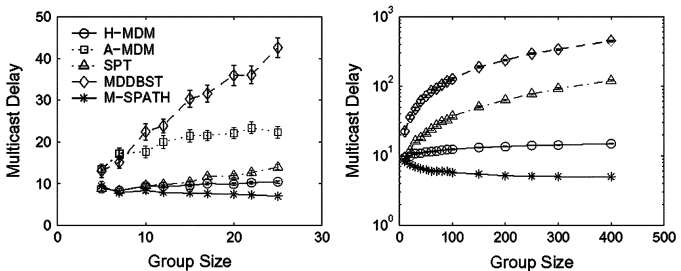 50
40
30
20
10
0
0
10
20
30
Multicast Delay
Group Size
H-MDM
A-MDM
SPT
MDDBST
M-SPATH
10³
10²
10¹
10⁰
0
100
200
300
400
500
Multicast Delay
Group Size